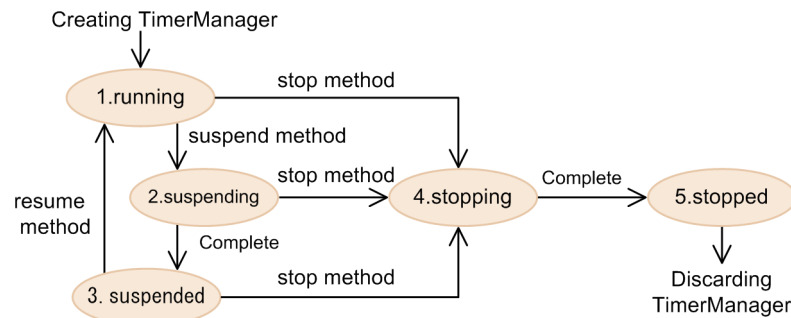 Creating TimerManager
stop method
1.running
suspend method
stop method
Complete
2.suspending
4.stopping
5.stopped
resume
method
Complete
stop method
3. suspended
Discarding
TimerManager